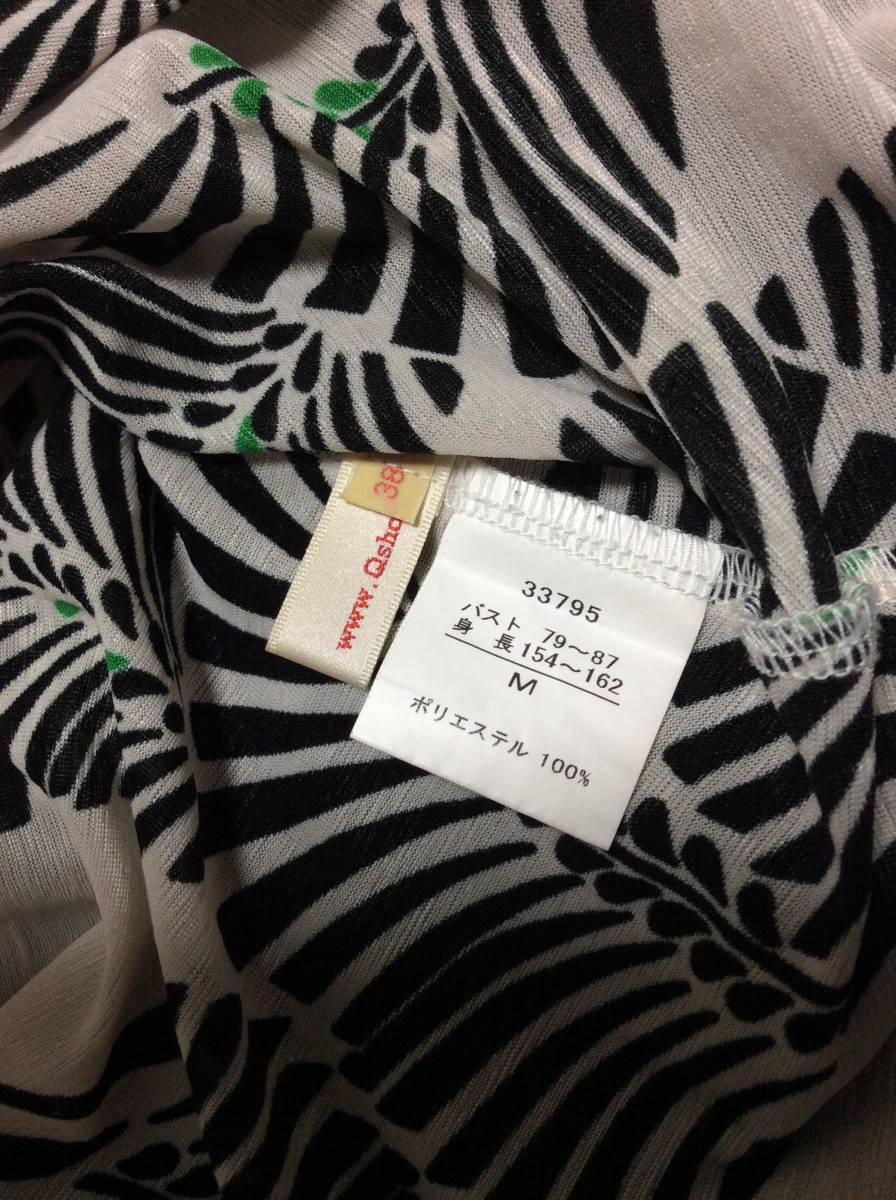 38
www.Qsho
33795
バスト 79～87
身 長 154～162
M
ポリエステル 100%